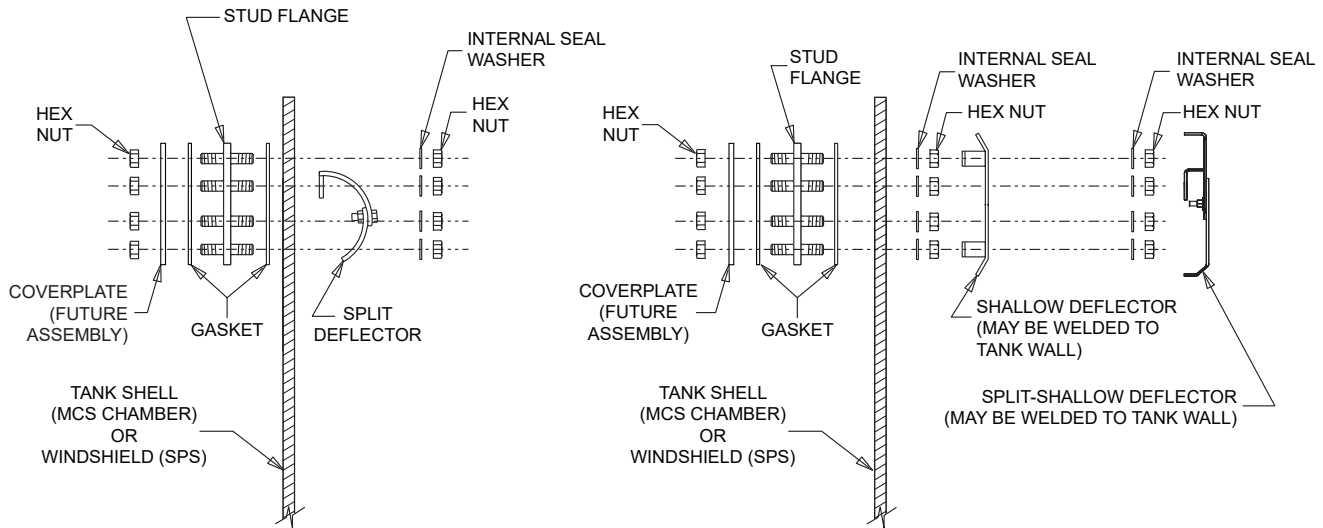 STUD FLANGE
INTERNAL SEAL
WASHER
HEX
NUT
HEX
NUT
COVERPLATE
(FUTURE
ASSEMBLY)
GASKET
SPLIT
DEFLECTOR
TANK SHELL
(MCS CHAMBER)
OR
WINDSHIELD (SPS)
STUD
FLANGE
INTERNAL SEAL
WASHER
INTERNAL SEAL
WASHER
HEX
NUT
HEX NUT
HEX NUT
COVERPLATE
(FUTURE
ASSEMBLY)
GASKET
SHALLOW DEFLECTOR
(MAY BE WELDED TO
TANK WALL)
TANK SHELL
(MCS CHAMBER)
OR
WINDSHIELD (SPS)
SPLIT-SHALLOW DEFLECTOR
(MAY BE WELDED TO TANK WALL)